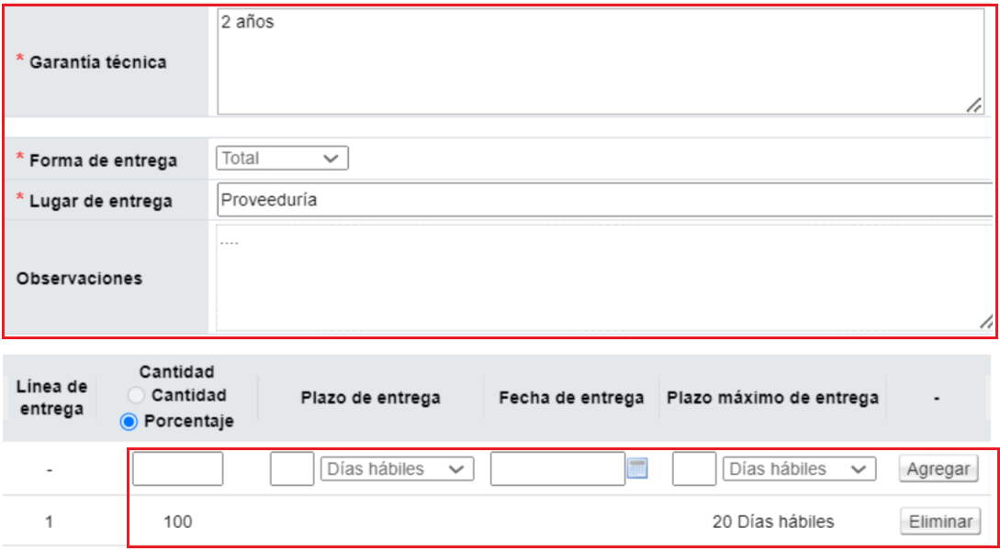 * Garantía técnica
2 años
* Forma de entrega
Total
* Lugar de entrega
Proveeduría
Observaciones
....
Línea de entrega
Cantidad
Cantidad
Porcentaje
Plazo de entrega
Fecha de entrega
Plazo máximo de entrega
-
-
Días hábiles
Días hábiles
Agregar
1
100
20 Días hábiles
Eliminar